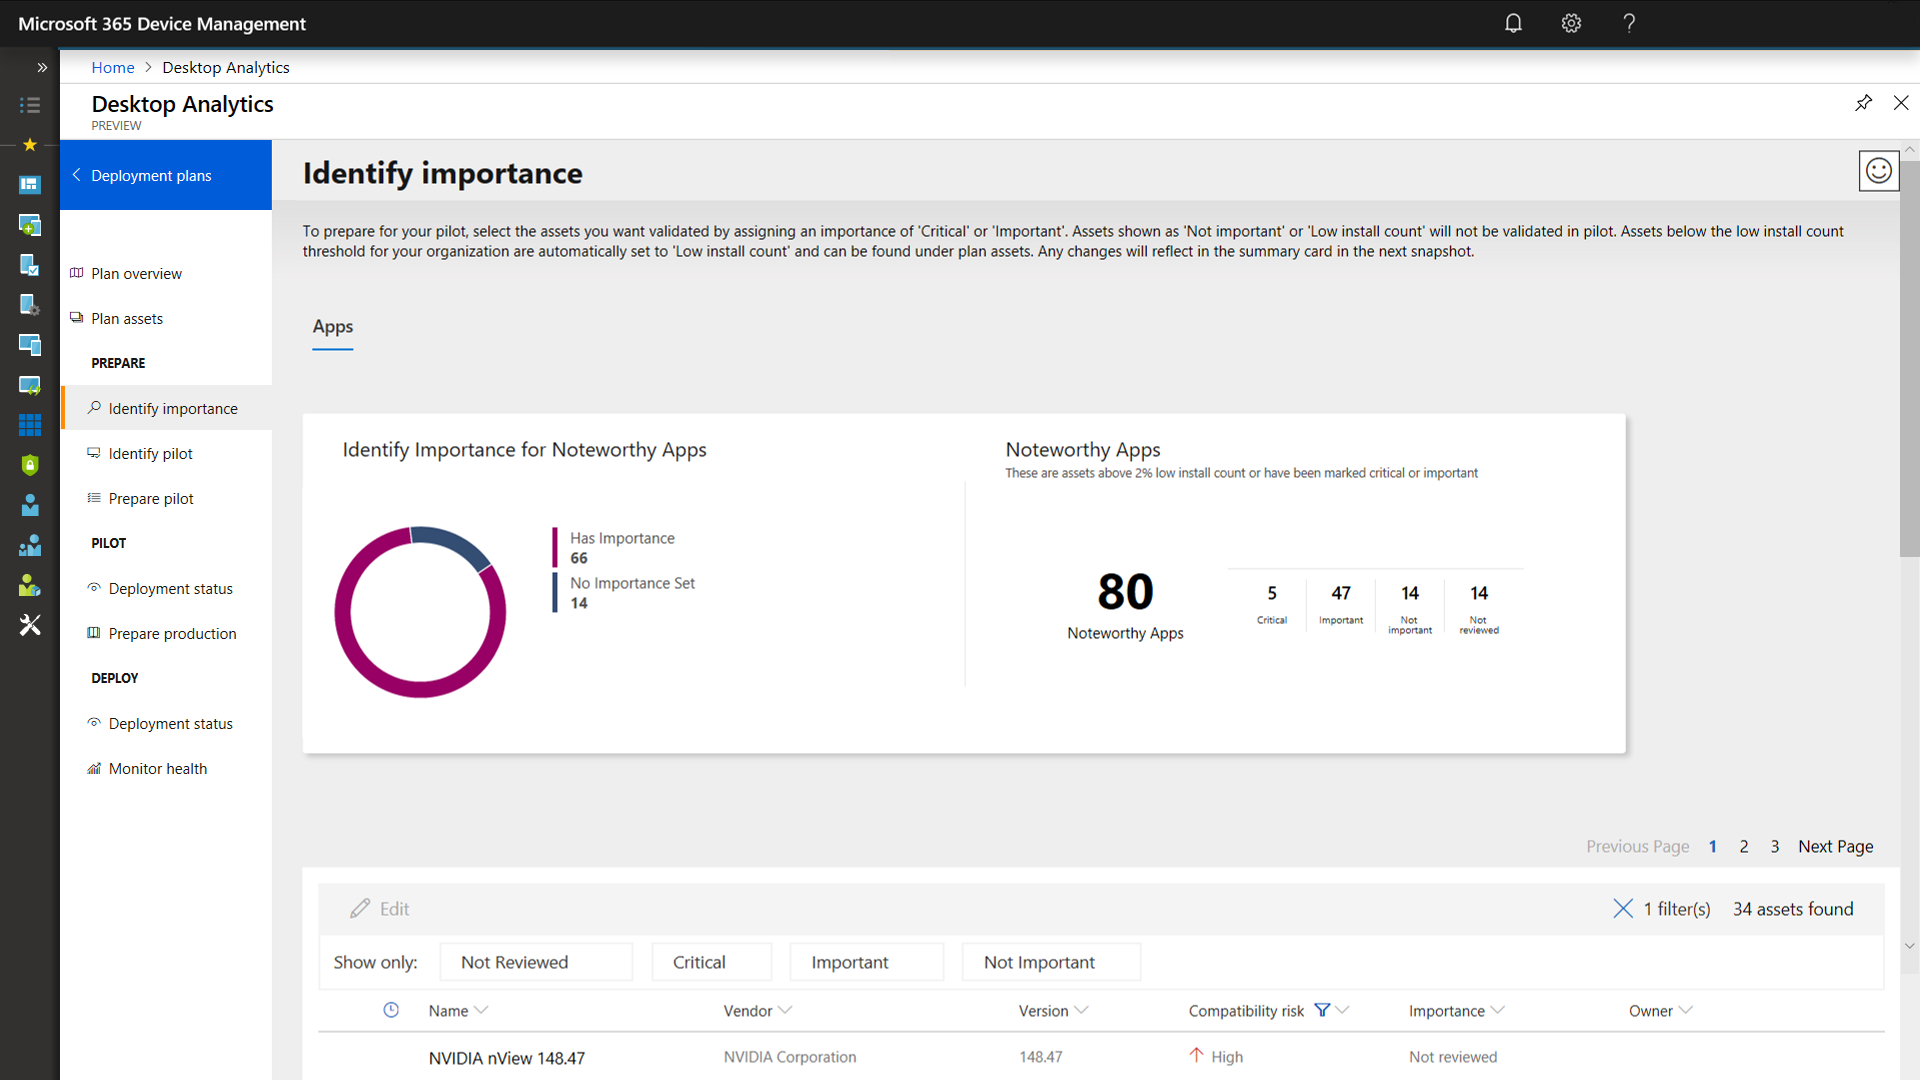 Microsoft 365 Device Management
Home > Desktop Analytics
Desktop Analytics
PREVIEW
Deployment plans
Plan overview
Plan assets
PREPARE
Identify importance
Identify pilot
Prepare pilot
PILOT
Deployment status
Prepare production
DEPLOY
Deployment status
Monitor health
Identify importance
To prepare for your pilot, select the assets you want validated by assigning an importance of 'Critical' or 'Important'. Assets shown as 'Not important' or 'Low install count' will not be validated in pilot. Assets below the low install count
threshold for your organization are automatically set to 'Low install count' and can be found under plan assets. Any changes will reflect in the summary card in the next snapshot.
Apps
Identify Importance for Noteworthy Apps
Has Importance
66
No Importance Set
14
Noteworthy Apps
These are assets above 2% low install count or have been marked critical or important
80
Noteworthy Apps
5
Critical
47
Important
14
Not
important
14
Not
reviewed
Previous Page 1 2 3 Next Page
Edit
1 filter(s) 34 assets found
Show only: Not Reviewed Critical Important Not Important
Name Vendor Version Compatibility risk Importance Owner
NVIDIA nView 148.47 NVIDIA Corporation 148.47 High Not reviewed